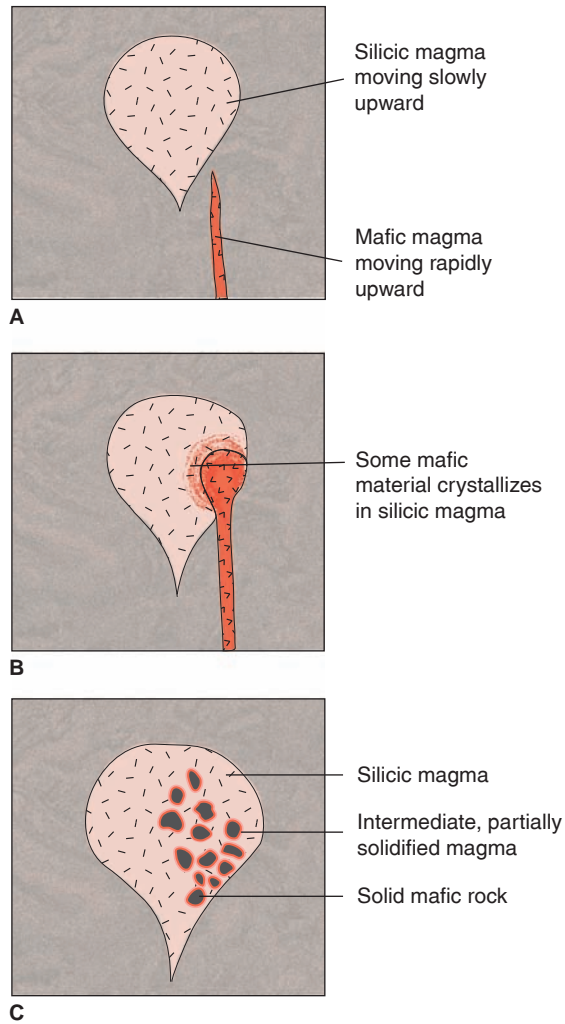 Silicic magma
moving slowly
upward
Mafic magma
moving rapidly
upward
A
Some mafic
material crystallizes
in silicic magma
B
Silicic magma
Intermediate, partially
solidified magma
Solid mafic rock
C